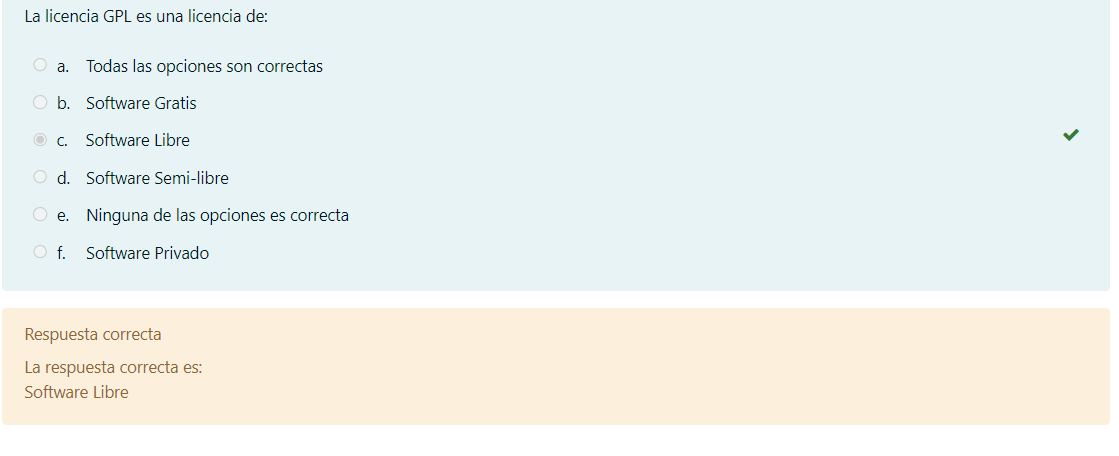 La licencia GPL es una licencia de:
a. Todas las opciones son correctas
b. Software Gratis
c. Software Libre
d. Software Semi-libre
e. Ninguna de las opciones es correcta
f. Software Privado
Respuesta correcta
La respuesta correcta es:
Software Libre